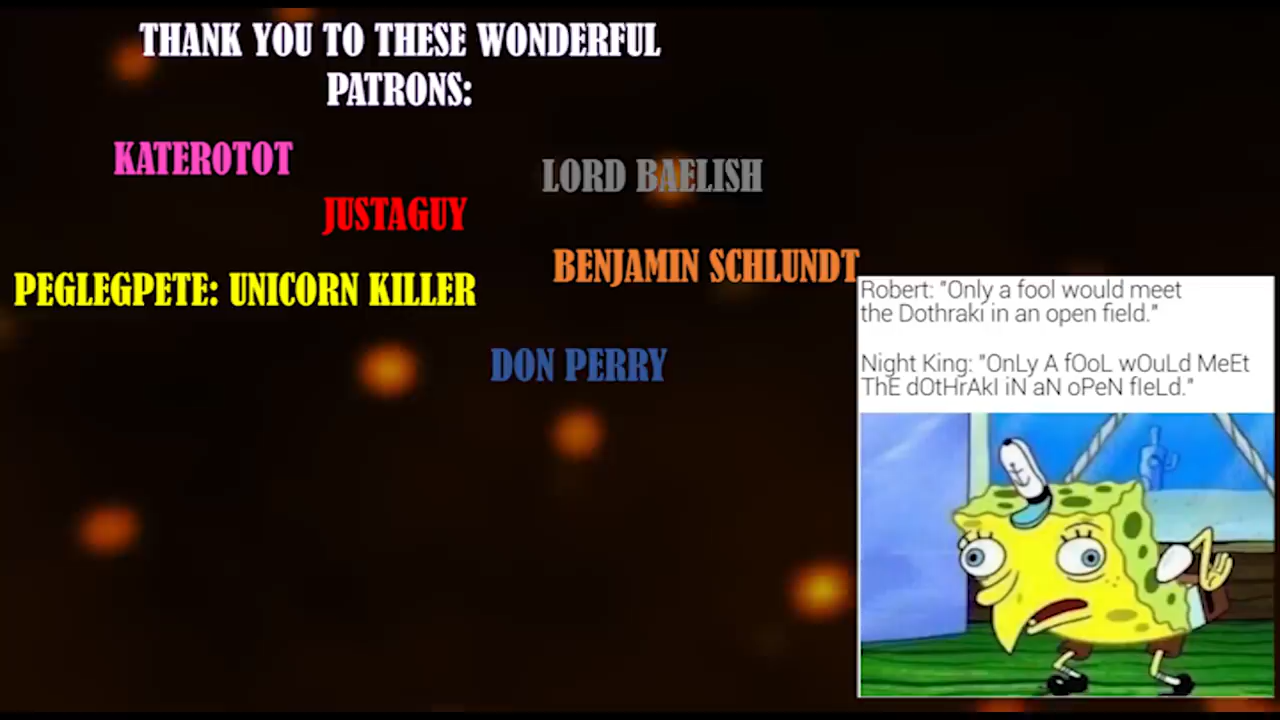 THANK YOU TO THESE WONDERFUL
PATRONS:
KATEROTOT
LORD BAELISH
JUSTAGUY
BENJAMIN SCHLUNDT
PEGLEGPETE: UNICORN KILLER
DON PERRY
Robert: "Only a fool would meet
the Dothraki in an open field."
Night King: "OnLy A fOoL wOuLd MeEt
ThE dOtHrAkI iN aN oPeN fIeLd."